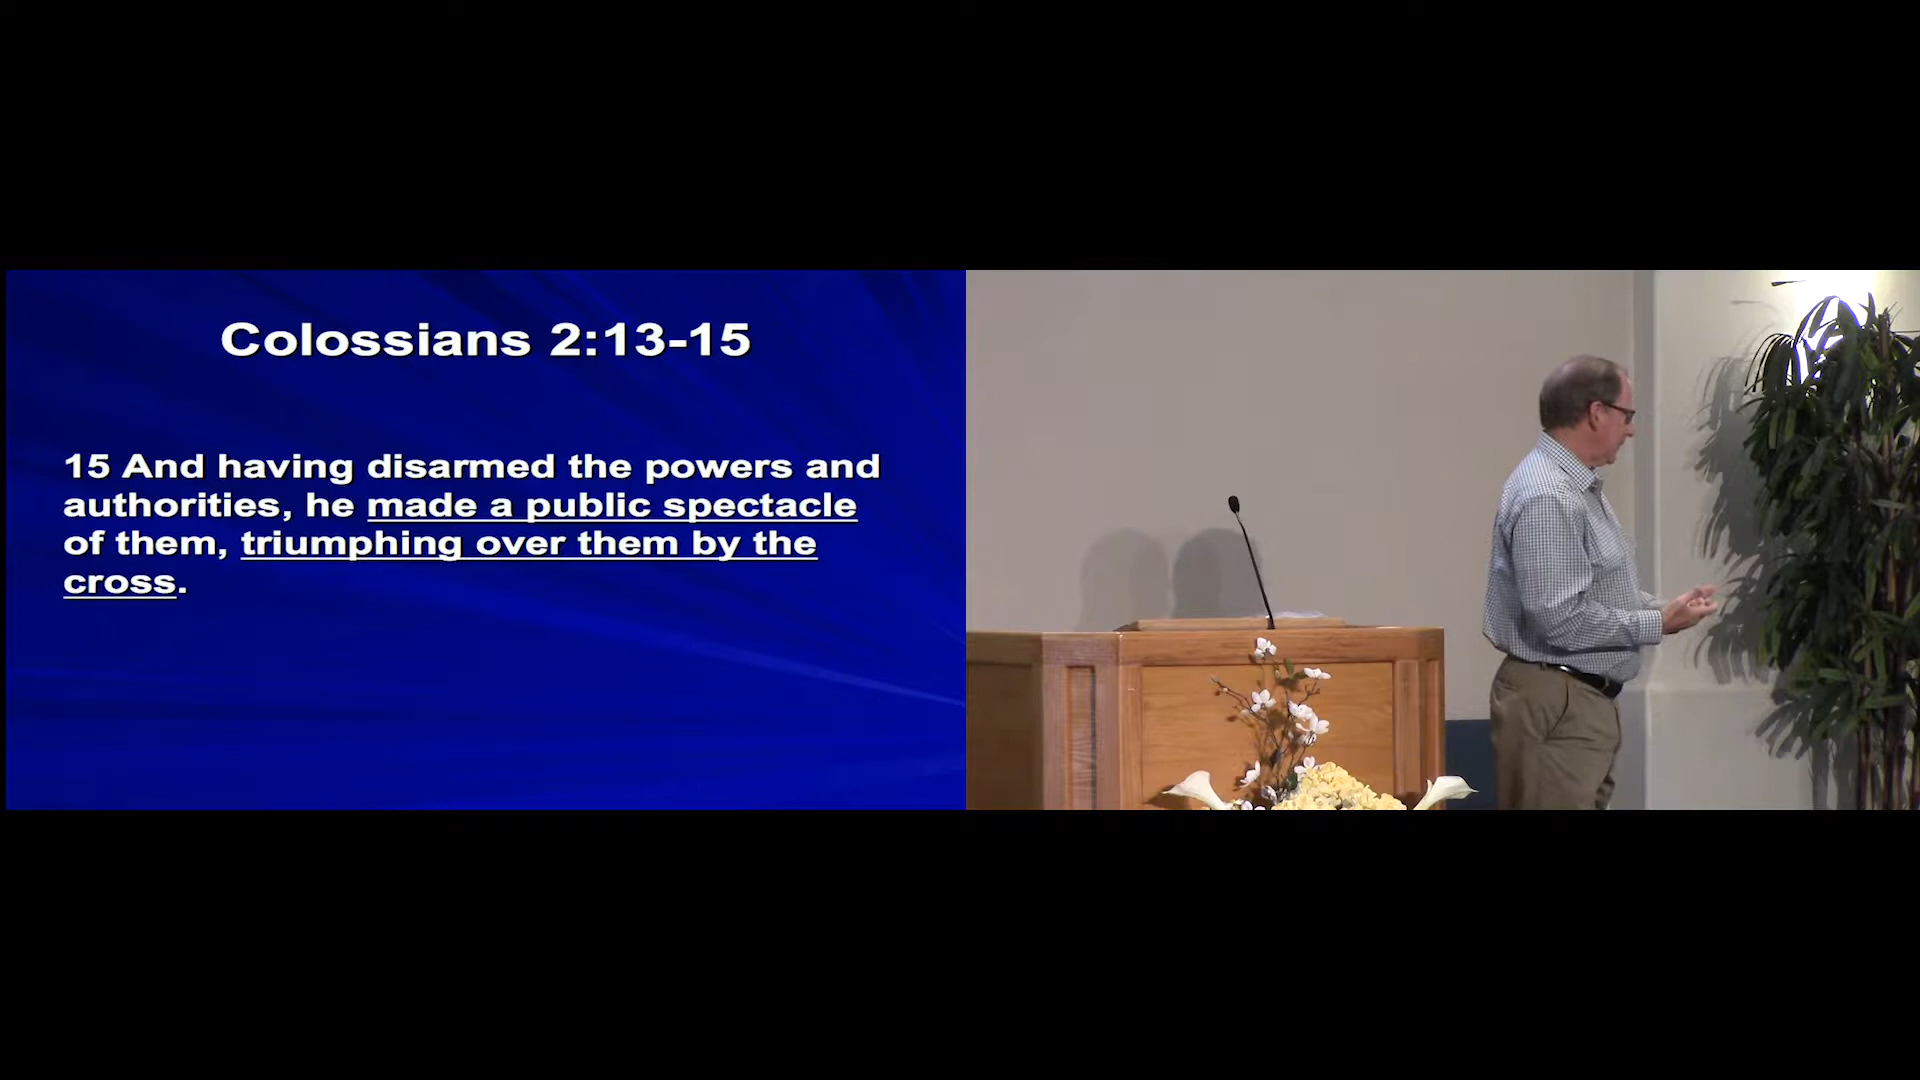 Colossians 2:13-15
15 And having disarmed the powers and
authorities, he made a public spectacle
of them, triumphing over them by the
cross.